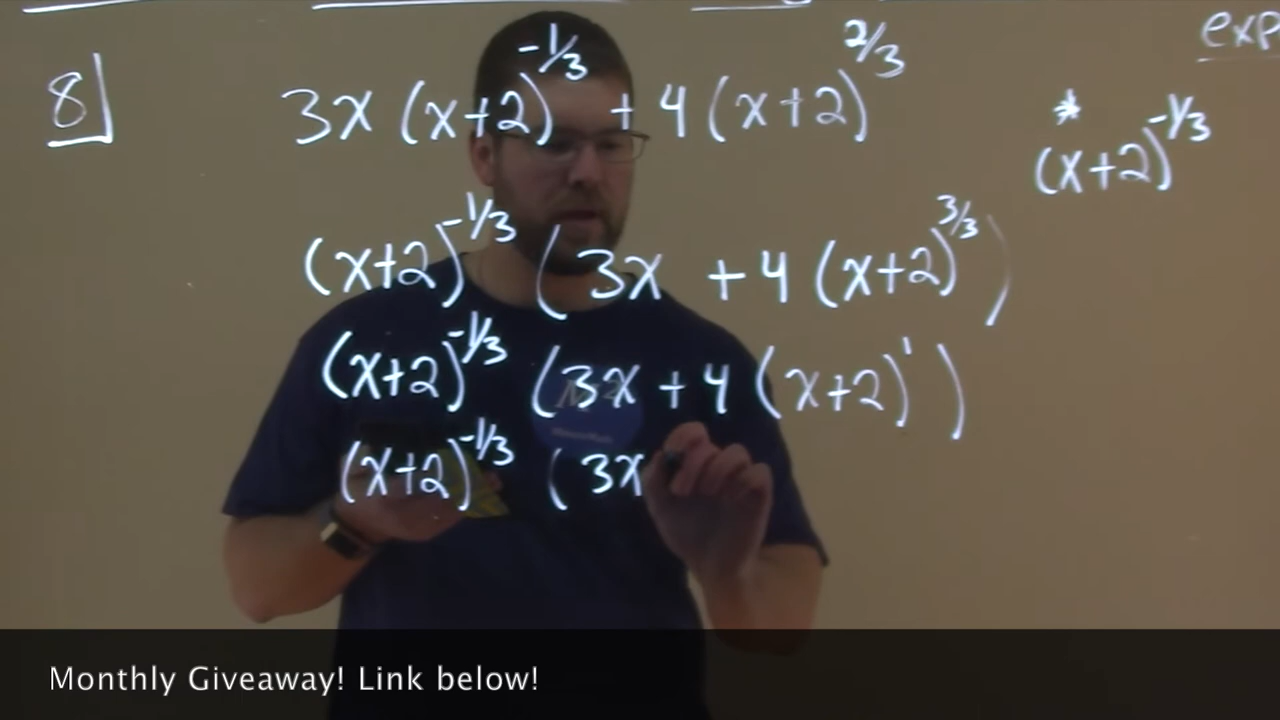 exp
8
3x (x+2)^{-1/3} + 4 (x+2)^{2/3}
*
(x+2)^{-1/3}
(x+2)^{-1/3} (3x + 4 (x+2)^{3/3})
(x+2)^{-1/3} (3x + 4 (x+2)^1)
(x+2)^{-1/3} (3x
Monthly Giveaway! Link below!